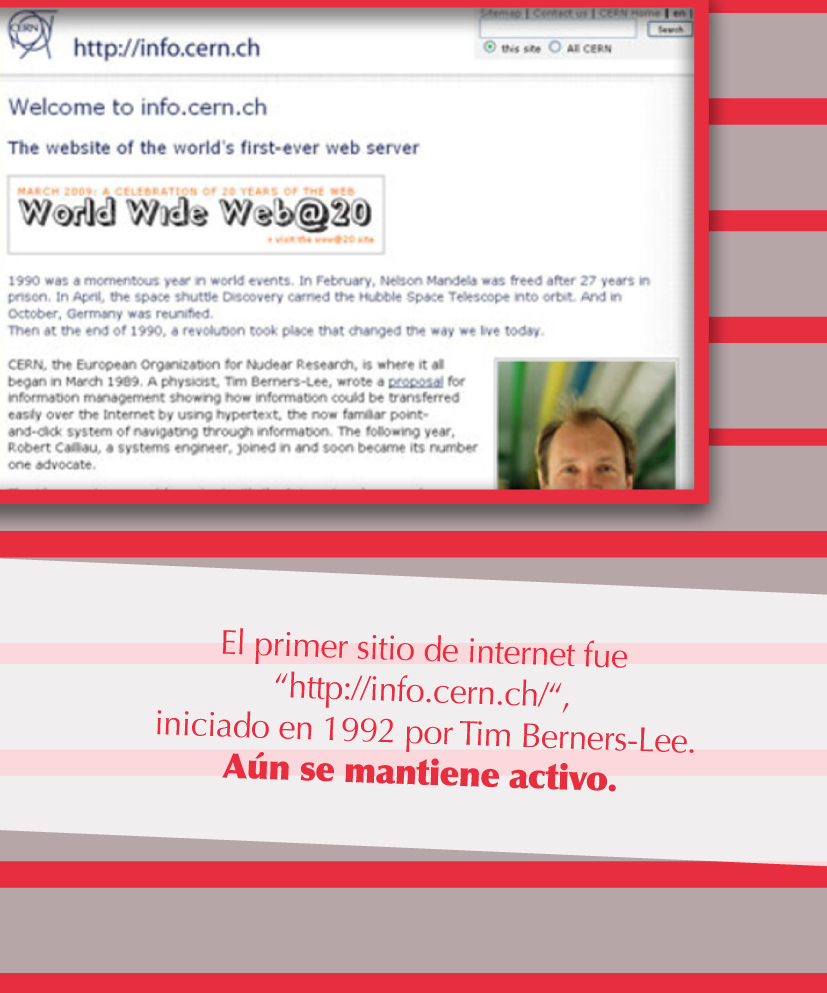 Sitemap | Contact us | CERN Home | en |
CERN
http://info.cern.ch
Search
this site All CERN
Welcome to info.cern.ch
The website of the world's first-ever web server
MARCH 2009: A CELEBRATION OF 20 YEARS OF THE WEB
World Wide Web@20
› visit the www@20 site
1990 was a momentous year in world events. In February, Nelson Mandela was freed after 27 years in
prison. In April, the space shuttle Discovery carried the Hubble Space Telescope into orbit. And in
October, Germany was reunified.
Then at the end of 1990, a revolution took place that changed the way we live today.
CERN, the European Organization for Nuclear Research, is where it all
began in March 1989. A physicist, Tim Berners-Lee, wrote a proposal for
information management showing how information could be transferred
easily over the Internet by using hypertext, the now familiar point-
and-click system of navigating through information. The following year,
Robert Cailliau, a systems engineer, joined in and soon became its number
one advocate.
El primer sitio de internet fue
“http://info.cern.ch/“,
iniciado en 1992 por Tim Berners-Lee.
Aún se mantiene activo.